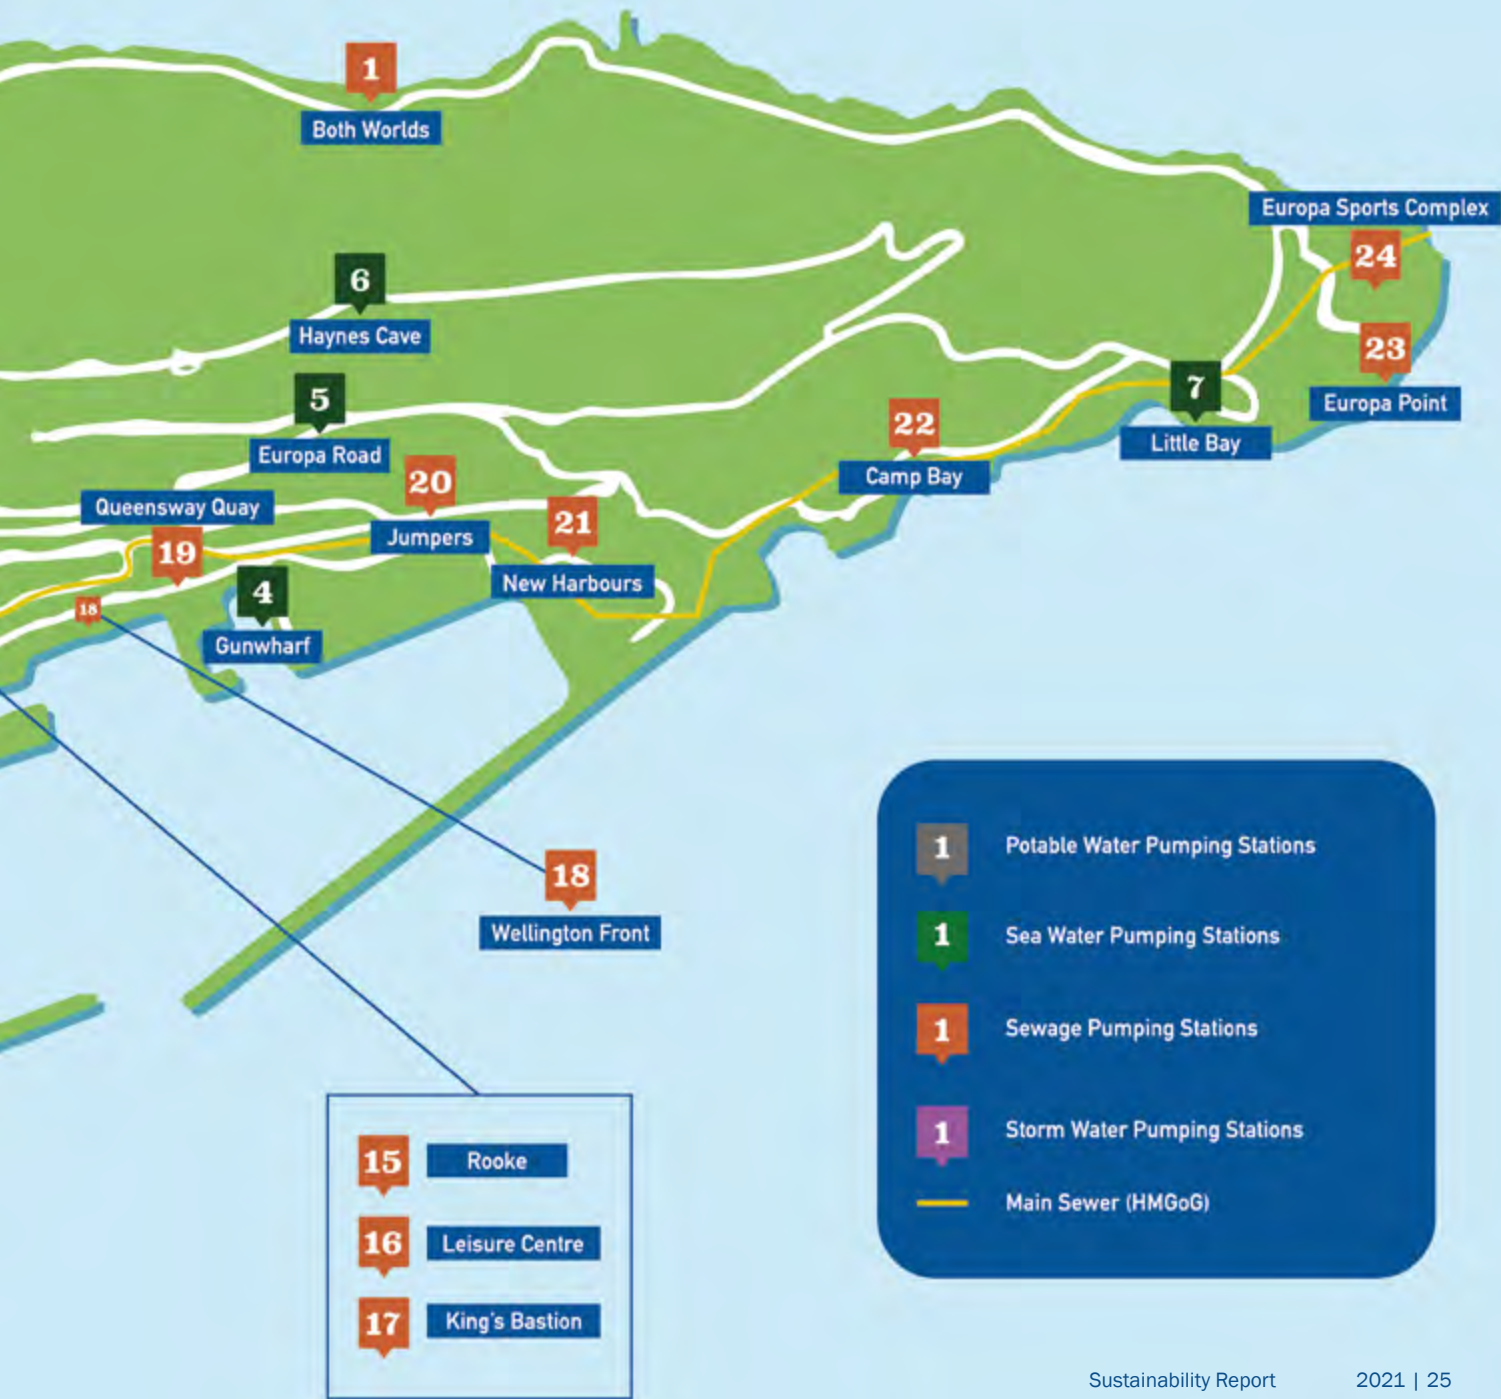 1
Both Worlds
Europa Sports Complex
24
6
Haynes Cave
23
Europa Point
5
Europa Road
7
Little Bay
22
Camp Bay
20
Jumpers
Queensway Quay
19
21
New Harbours
18
4
Gunwharf
18
Wellington Front
1 Potable Water Pumping Stations
1 Sea Water Pumping Stations
1 Sewage Pumping Stations
1 Storm Water Pumping Stations
Main Sewer (HMGoG)
15 Rooke
16 Leisure Centre
17 King's Bastion
Sustainability Report 2021 | 25